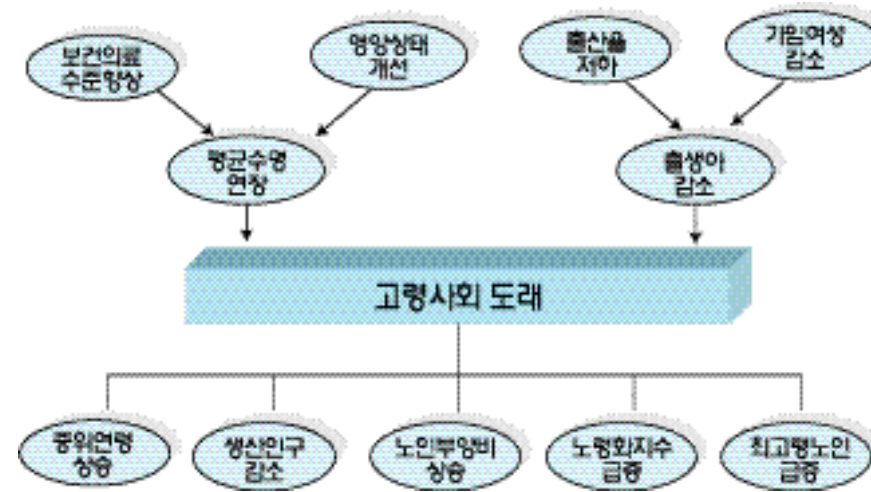 보건의료
수준향상
영양상태
개선
출산율
저하
가임여성
감소
평균수명
연장
출생아
감소
고령사회 도래
중위연령
상승
생산인구
감소
노인부양비
상승
노령화지수
급증
최고령노인
급증